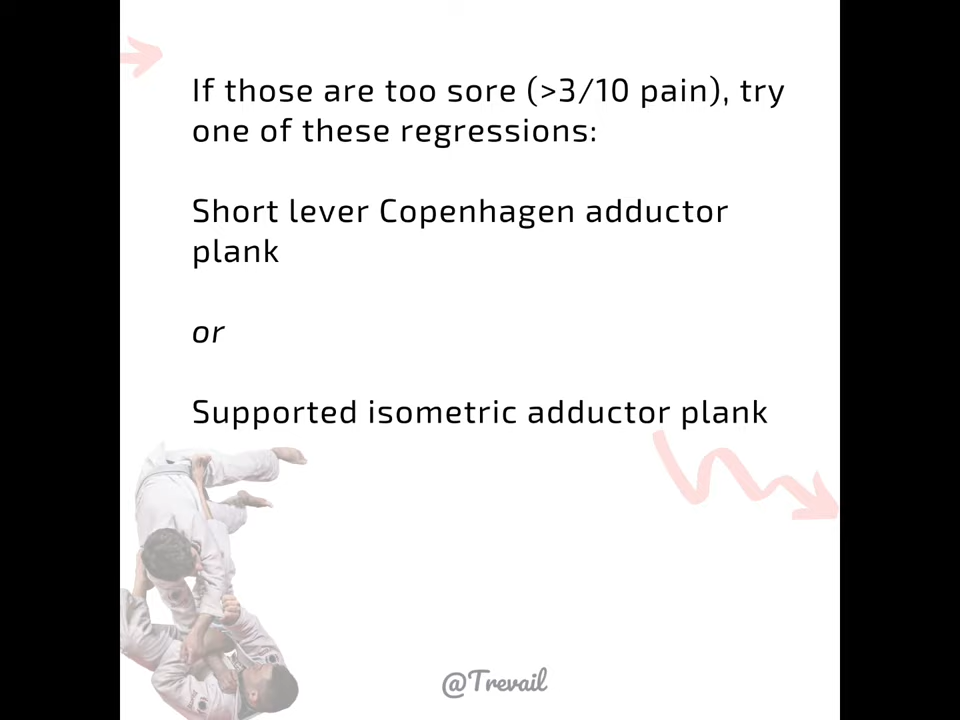 If those are too sore (>3/10 pain), try
one of these regressions:
Short lever Copenhagen adductor
plank
or
Supported isometric adductor plank
@Trevail